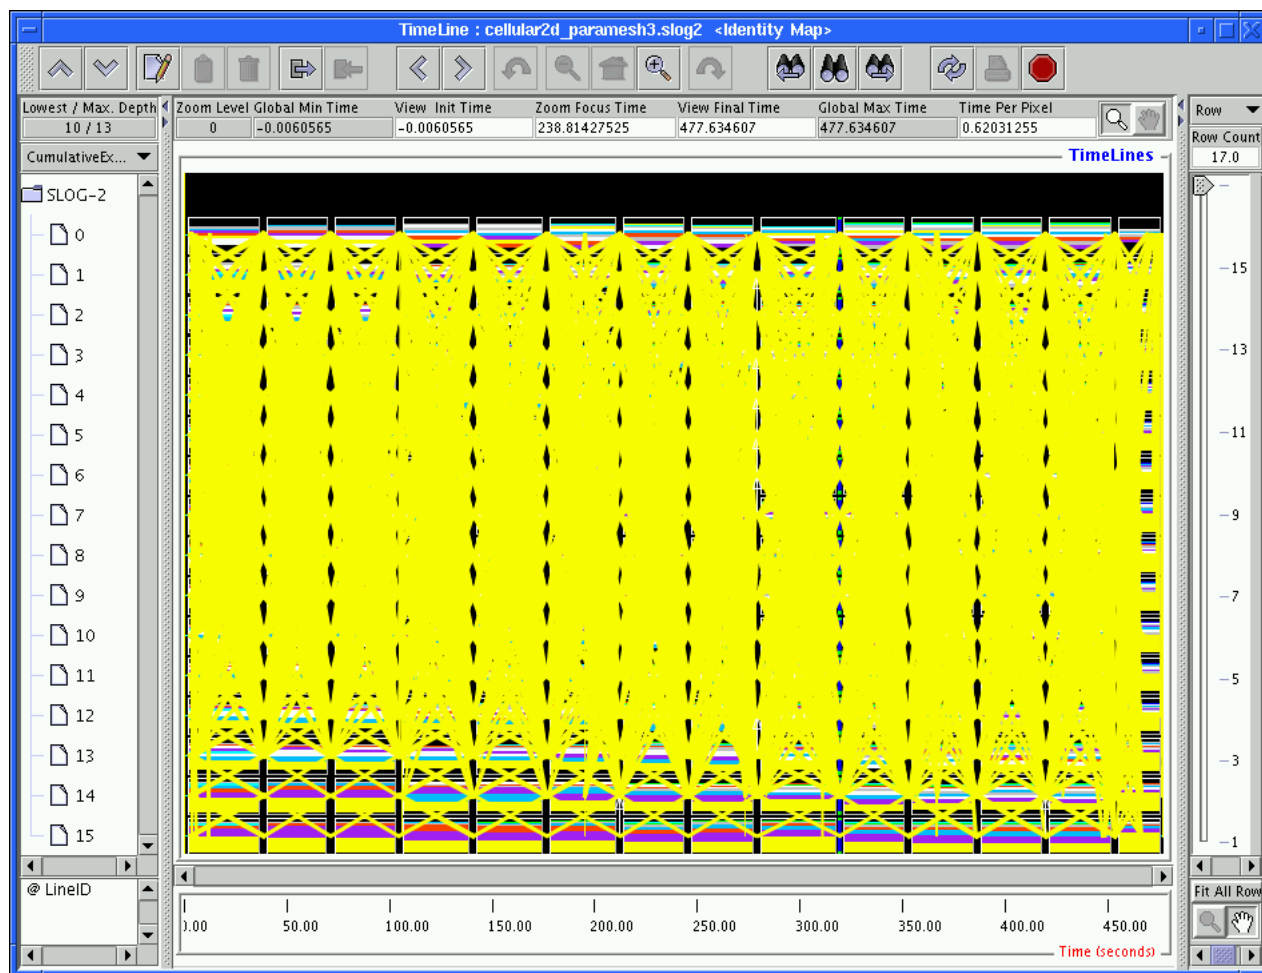 TimeLine : cellular2d_paramesh3.slog2 <Identity Map>
Lowest / Max. Depth
10 / 13
Zoom Level Global Min Time View Init Time Zoom Focus Time View Final Time Global Max Time Time Per Pixel
0 -0.0060565 -0.0060565 238.81427525 477.634607 477.634607 0.62031255
Row
Row Count
17.0
CumulativeEx...
TimeLines
SLOG-2
0
1
2
3
4
5
6
7
8
9
10
11
12
13
14
15
15
13
11
9
7
5
3
1
@ LineID
Fit All Row
0.00 50.00 100.00 150.00 200.00 250.00 300.00 350.00 400.00 450.00
Time (seconds)